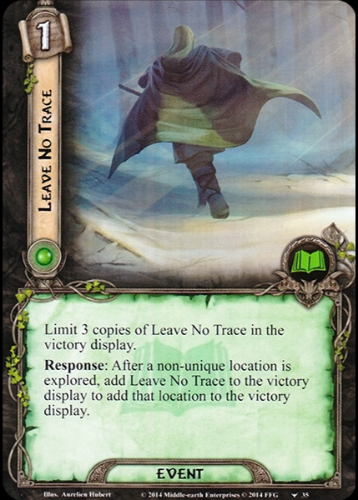 1
LEAVE NO TRACE
Limit 3 copies of Leave No Trace in the
victory display.
Response: After a non-unique location is
explored, add Leave No Trace to the victory
display to add that location to the victory
display.
EVENT
Illus. Aurelien Hubert © 2014 Middle-earth Enterprises © 2014 FFG 35